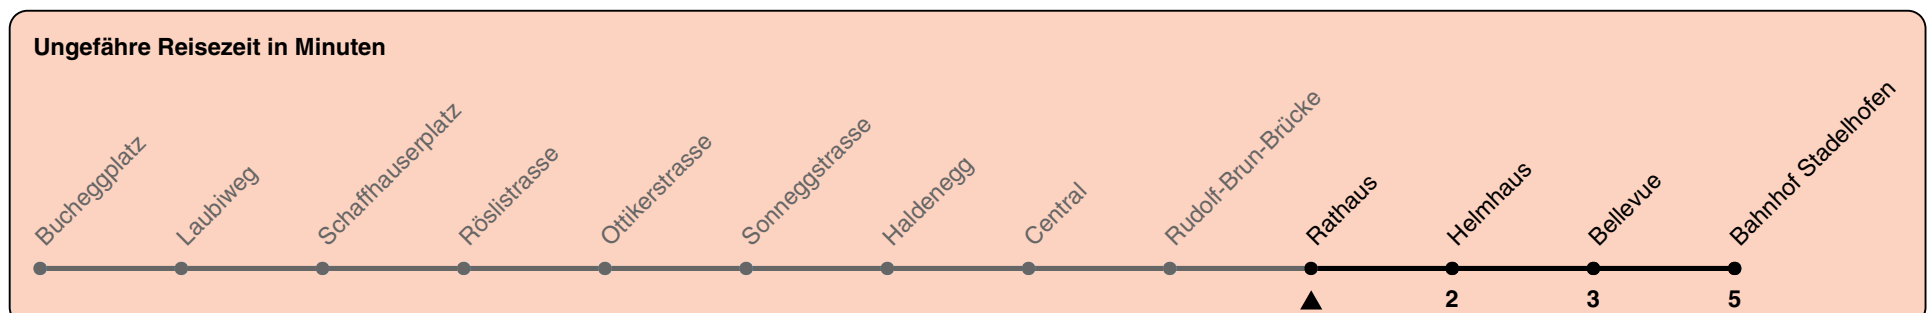 Ungefähre Reisezeit in Minuten
Bucheggplatz
Laubiweg
Schaffhauserplatz
Röslistrasse
Ottikerstrasse
Sonneggstrasse
Haldenegg
Central
Rudolf-Brun-Brücke
Rathaus
Helmhaus
Bellevue
Bahnhof Stadelhofen
2 3 5